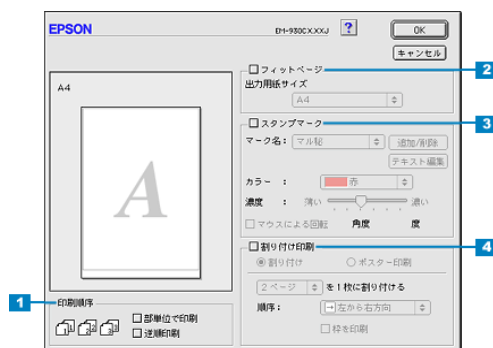 EPSON
EM-930CXXXJ
?
OK
キャンセル
A4
A
フィットページ
2
出力用紙サイズ
A4
スタンプマーク
3
マーク名：
マル秘
追加/削除
テキスト編集
カラー ：
赤
濃度 ：
薄い
濃い
マウスによる回転
角度
度
割り付け印刷
4
割り付け
ポスター印刷
2 ページ
を１枚に割り付ける
順序：
左から右方向
枠を印刷
1
印刷順序
1 1
2 2
3 3
部単位で印刷
逆順印刷